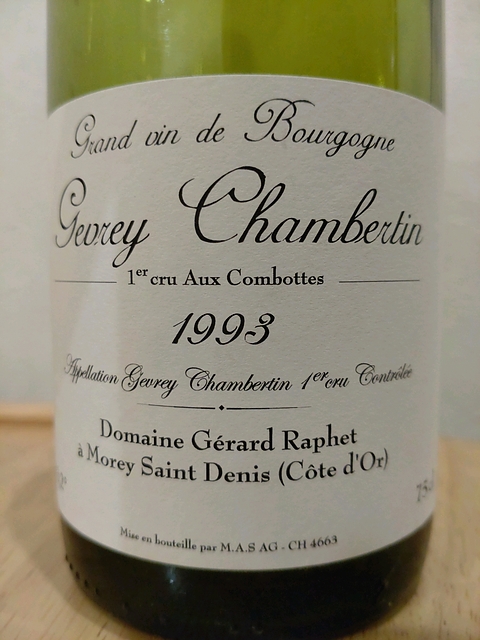 Grand vin de Bourgogne
Gevrey Chambertin
1er cru Aux Combottes
1993
Appellation Gevrey Chambertin 1er cru Contrôlée
Domaine Gérard Raphet
à Morey Saint Denis (Côte d'Or)
Mise en bouteille par M.A.S AG - CH 4663